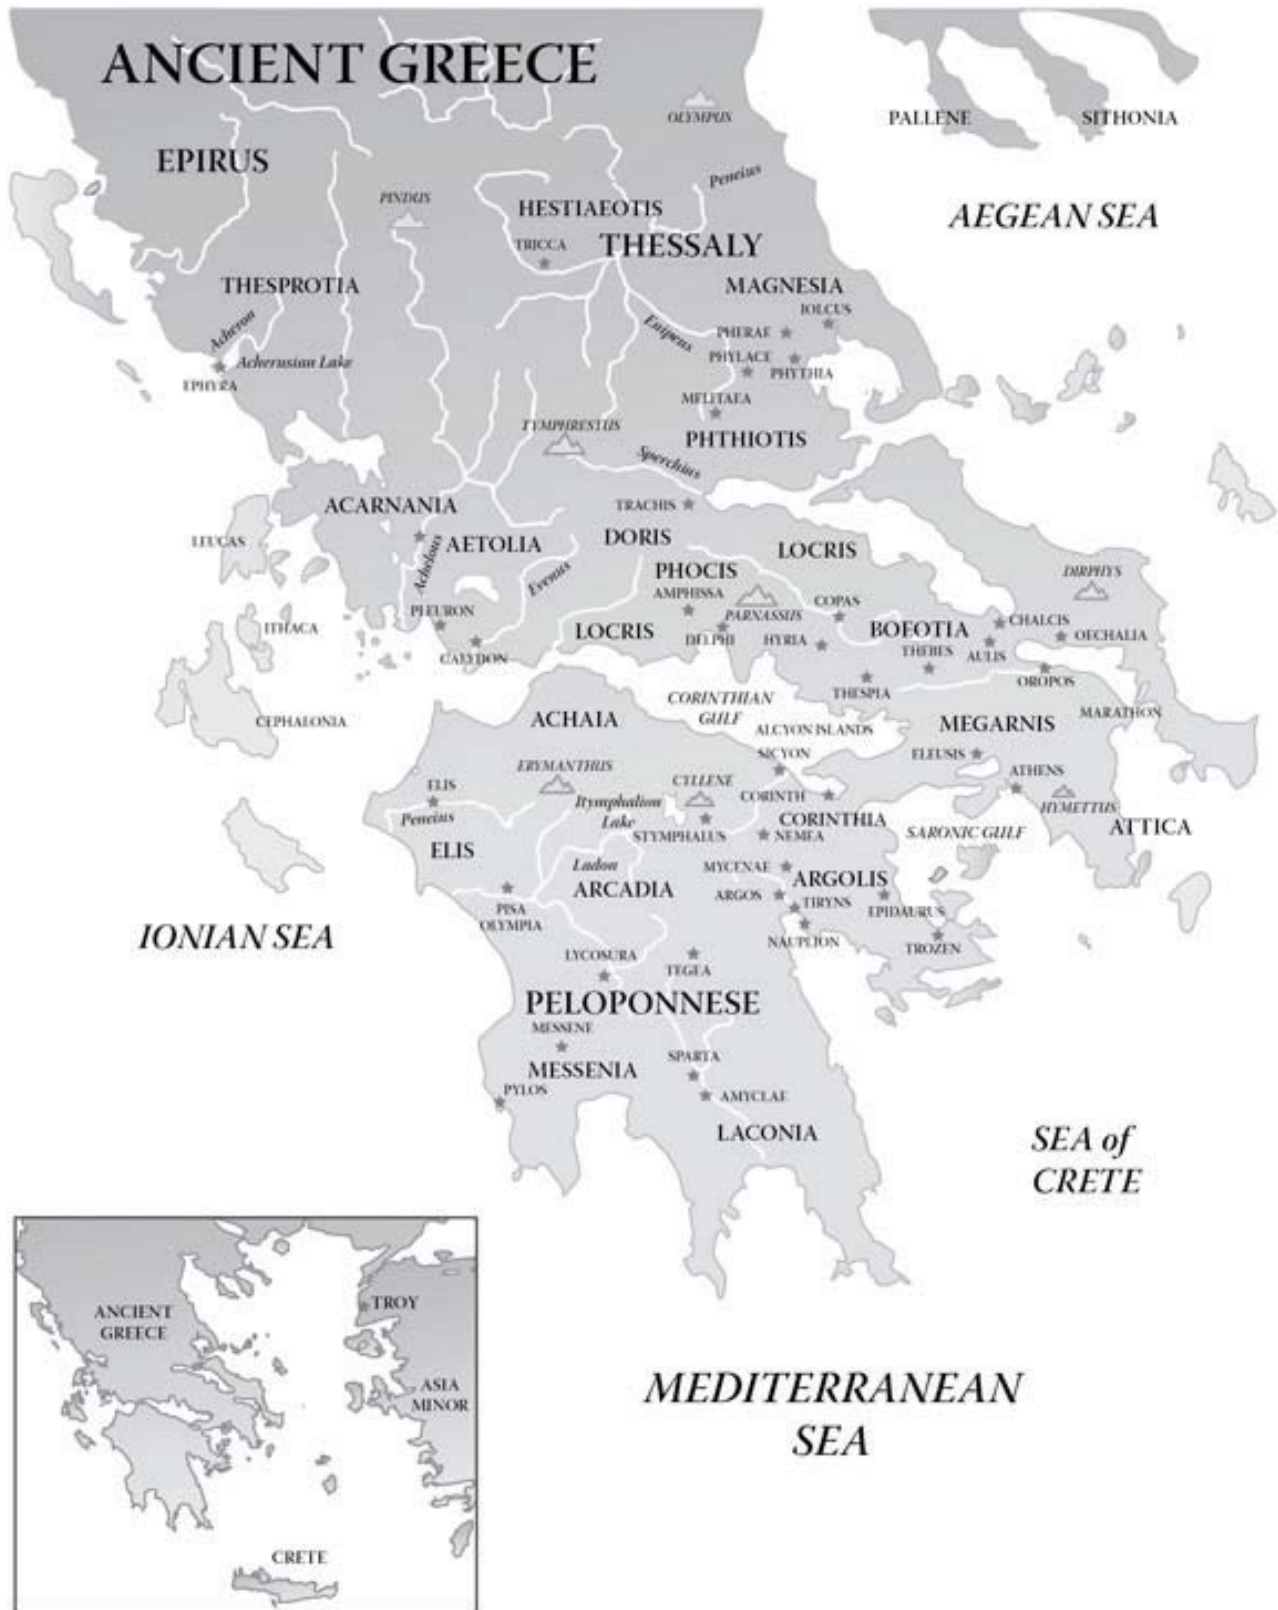 ANCIENT GREECE
OLYMPUS
PALLENE
SITHONIA
EPIRUS
PINDUS
Peneius
HESTIAEOTIS
AEGEAN SEA
TRICCA
THESSALY
THESPROTIA
MAGNESIA
IOLCUS
Acheron
Enipeus
PHERAE
Acherusian Lake
PHYLACE
PHYTHIA
EPHYRA
MELITAEA
TYMPHRESTUS
PHTHIOTIS
Sperchius
ACARNANIA
TRACHIS
LEUCAS
AETOLIA
DORIS
LOCRIS
Achelous
Evenus
PHOCIS
DIRPHYS
AMPHISSA
COPAS
PLEURON
PARNASSUS
CHALCIS
ITHACA
LOCRIS
DELPHI
HYRIA
BOEOTIA
OECHALIA
CALYDON
THEBES
AULIS
OROPOS
THESPIA
CORINTHIAN
GULF
CEPHALONIA
ACHAIA
MEGARNIS
MARATHON
ALCYON ISLANDS
SICYON
ELEUSIS
ERYMANTHUS
CYLLENE
ATHENS
ELIS
Itymphalion
Lake
CORINTH
HYMETTUS
Peneius
CORINTHIA
ATTICA
STYMPHALUS
NEMEA
SARONIC GULF
ELIS
Ladon
MYCENAE
ARCADIA
ARGOLIS
ARGOS
TIRYNS
PISA
OLYMPIA
EPIDAURUS
IONIAN SEA
NAUPLION
TROZEN
LYCOSURA
TEGEA
PELOPONNESE
MESSENE
SPARTA
MESSENIA
PYLOS
AMYCLAE
LACONIA
SEA of
CRETE
TROY
ANCIENT
GREECE
ASIA
MINOR
MEDITERRANEAN
SEA
CRETE